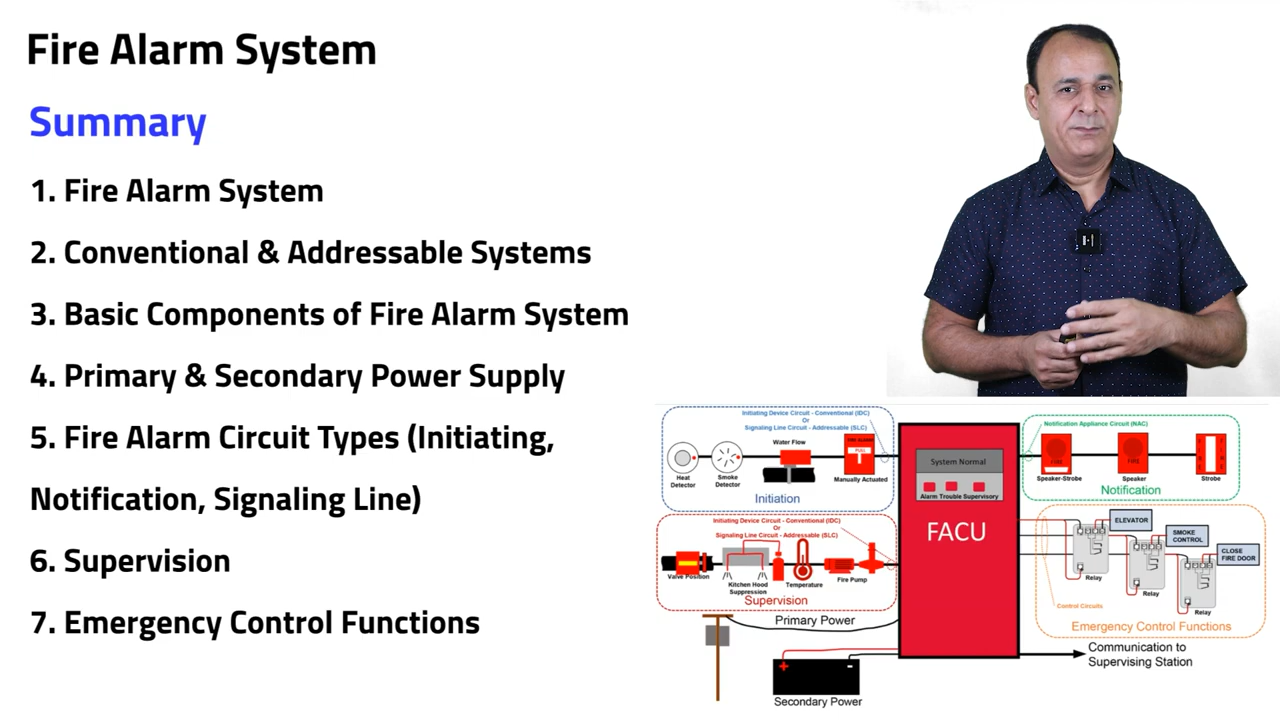 Fire Alarm System
Summary
1. Fire Alarm System
2. Conventional & Addressable Systems
3. Basic Components of Fire Alarm System
4. Primary & Secondary Power Supply
5. Fire Alarm Circuit Types (Initiating,
Notification, Signaling Line)
6. Supervision
7. Emergency Control Functions
Initiating Device Circuit - Conventional (IDC)
Or
Signaling Line Circuit - Addressable (SLC)
Heat
Detector
Smoke
Detector
Water Flow
FIRE ALARM
PULL
Manually Actuated
Initiation
Initiating Device Circuit - Conventional (IDC)
Or
Signaling Line Circuit - Addressable (SLC)
Valve Position
Kitchen Hood
Suppression
Temperature
Fire Pump
Supervision
Primary Power
Secondary Power
System Normal
Alarm Trouble Supervisory
FACU
Notification Appliance Circuit (NAC)
FIRE
Speaker-Strobe
FIRE
Speaker
FIRE
Strobe
Notification
ELEVATOR
SMOKE
CONTROL
CLOSE
FIRE DOOR
Relay
Relay
Relay
Control Circuits
Emergency Control Functions
Communication to
Supervising Station